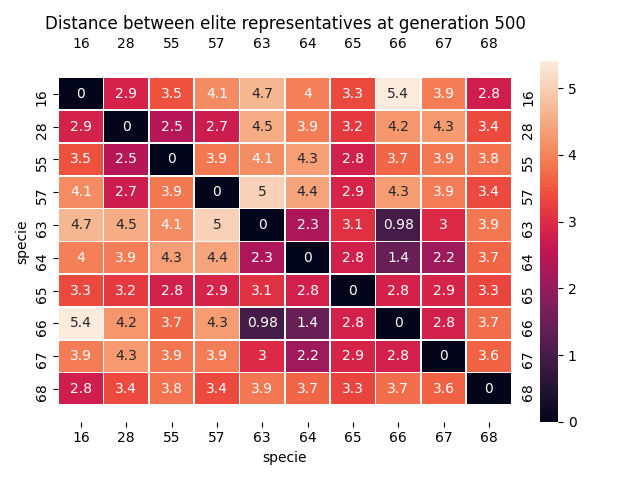 Distance between elite representatives at generation 500
16 28 55 57 63 64 65 66 67 68
16 0 2.9 3.5 4.1 4.7 4 3.3 5.4 3.9 2.8 16
28 2.9 0 2.5 2.7 4.5 3.9 3.2 4.2 4.3 3.4 28
55 3.5 2.5 0 3.9 4.1 4.3 2.8 3.7 3.9 3.8 55
57 4.1 2.7 3.9 0 5 4.4 2.9 4.3 3.9 3.4 57
63 4.7 4.5 4.1 5 0 2.3 3.1 0.98 3 3.9 63
64 4 3.9 4.3 4.4 2.3 0 2.8 1.4 2.2 3.7 64
65 3.3 3.2 2.8 2.9 3.1 2.8 0 2.8 2.9 3.3 65
66 5.4 4.2 3.7 4.3 0.98 1.4 2.8 0 2.8 3.7 66
67 3.9 4.3 3.9 3.9 3 2.2 2.9 2.8 0 3.6 67
68 2.8 3.4 3.8 3.4 3.9 3.7 3.3 3.7 3.6 0 68
16 28 55 57 63 64 65 66 67 68
specie
specie
5
4
3
2
1
0